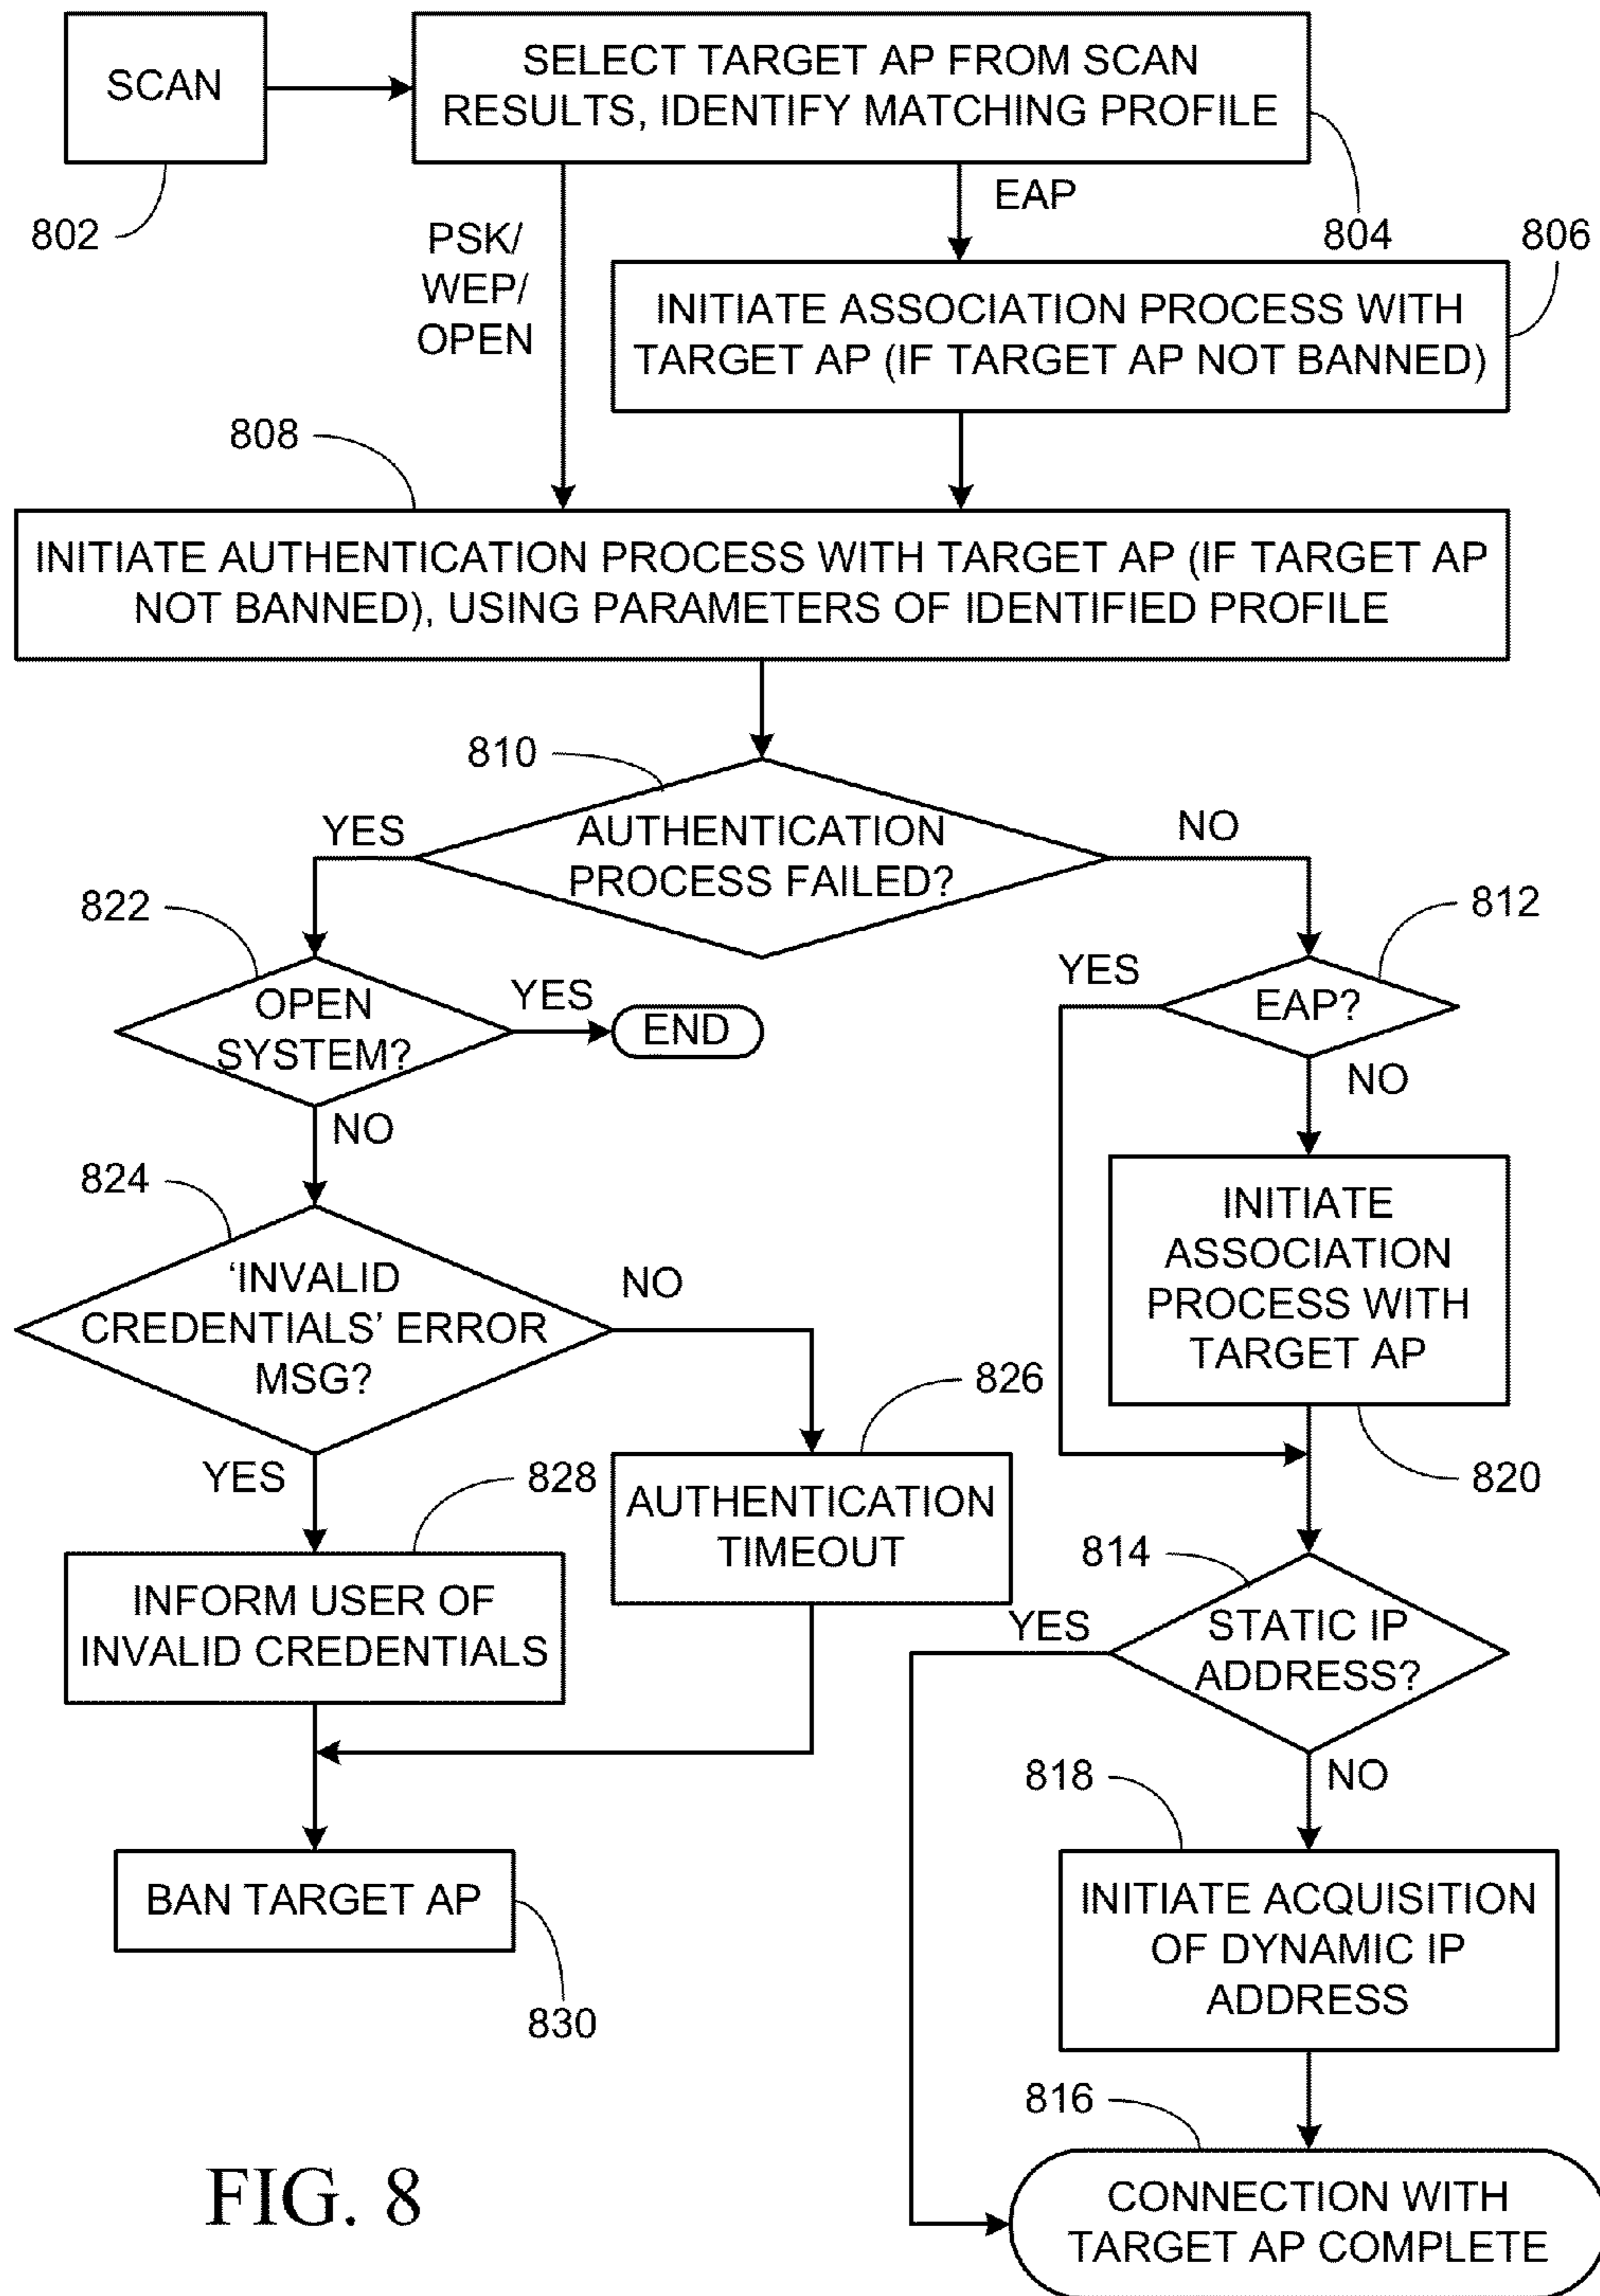 SCAN
SELECT TARGET AP FROM SCAN
RESULTS, IDENTIFY MATCHING PROFILE
802
804
PSK/
WEP/
OPEN
EAP
806
INITIATE ASSOCIATION PROCESS WITH
TARGET AP (IF TARGET AP NOT BANNED)
808
INITIATE AUTHENTICATION PROCESS WITH TARGET AP (IF TARGET AP
NOT BANNED), USING PARAMETERS OF IDENTIFIED PROFILE
810
AUTHENTICATION
PROCESS FAILED?
YES
NO
822
OPEN
SYSTEM?
YES
END
NO
812
EAP?
YES
NO
824
'INVALID
CREDENTIALS' ERROR
MSG?
NO
YES
INITIATE
ASSOCIATION
PROCESS WITH
TARGET AP
820
826
AUTHENTICATION
TIMEOUT
828
INFORM USER OF
INVALID CREDENTIALS
814
STATIC IP
ADDRESS?
YES
NO
BAN TARGET AP
830
818
INITIATE ACQUISITION
OF DYNAMIC IP
ADDRESS
816
CONNECTION WITH
TARGET AP COMPLETE
FIG. 8